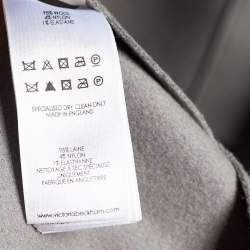 95% WOOL
4% NYLON
1% ELASTANE
SPECIALISED DRY CLEAN ONLY
MADE IN ENGLAND
95% LAINE
4% NYLON
1% ELASTHANNE
NETTOYAGE À SEC SPÉCIALISÉ
UNIQUEMENT
FABRIQUÉ EN ANGLETERRE
www.victoriabeckham.com